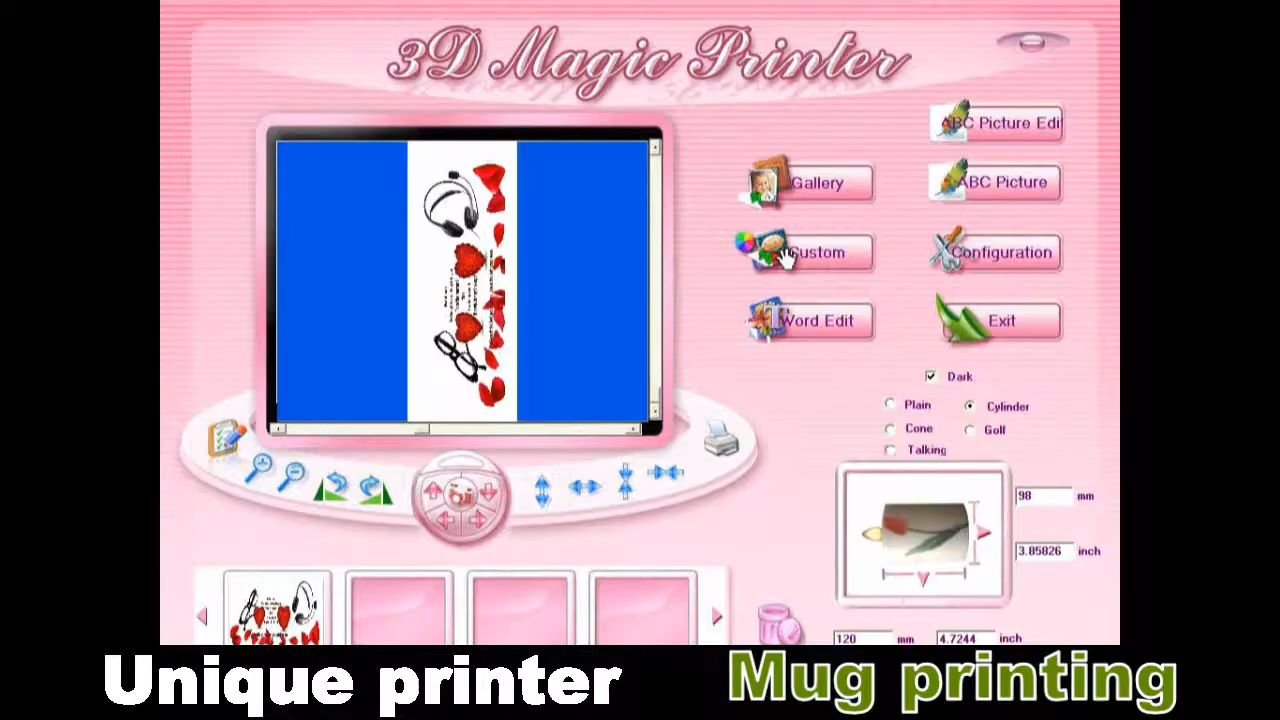 3D Magic Printer
ABC Picture Edi
Gallery
ABC Picture
Custom
Configuration
Word Edit
Exit
Dark
Plain
Cylinder
Cone
Golf
Talking
98 mm
3.85826 inch
120 mm 4.7244 inch
Unique printer
Mug printing